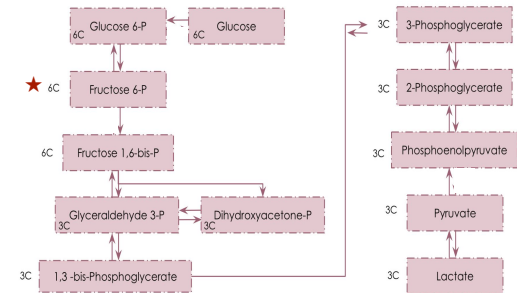 Glucose 6-P
6C
Glucose
6C
6C
Fructose 6-P
6C
Fructose 1,6-bis-P
Glyceraldehyde 3-P
3C
Dihydroxyacetone-P
3C
3C
1,3 -bis-Phosphoglycerate
3C
3-Phosphoglycerate
3C
2-Phosphoglycerate
3C
Phosphoenolpyruvate
3C
Pyruvate
3C
Lactate